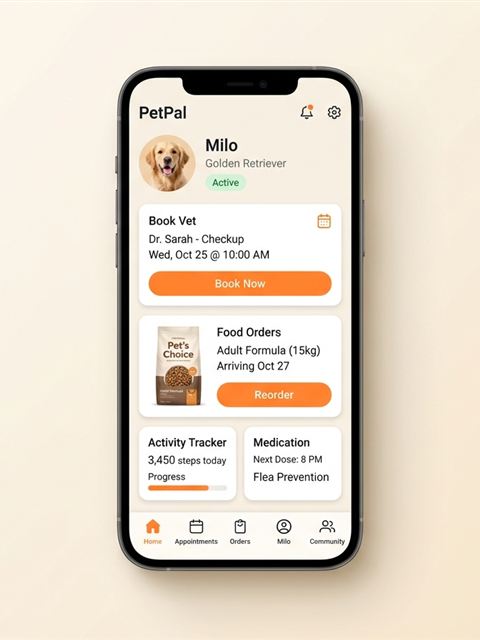 PetPal
Milo
Golden Retriever
Active
Book Vet
Dr. Sarah - Checkup
Wed, Oct 25 @ 10:00 AM
Book Now
Pet's
Choice
Food Orders
Adult Formula (15kg)
Arriving Oct 27
Reorder
Activity Tracker
3,450 steps today
Progress
Medication
Next Dose: 8 PM
Flea Prevention
Home
Appointments
Orders
Milo
Community